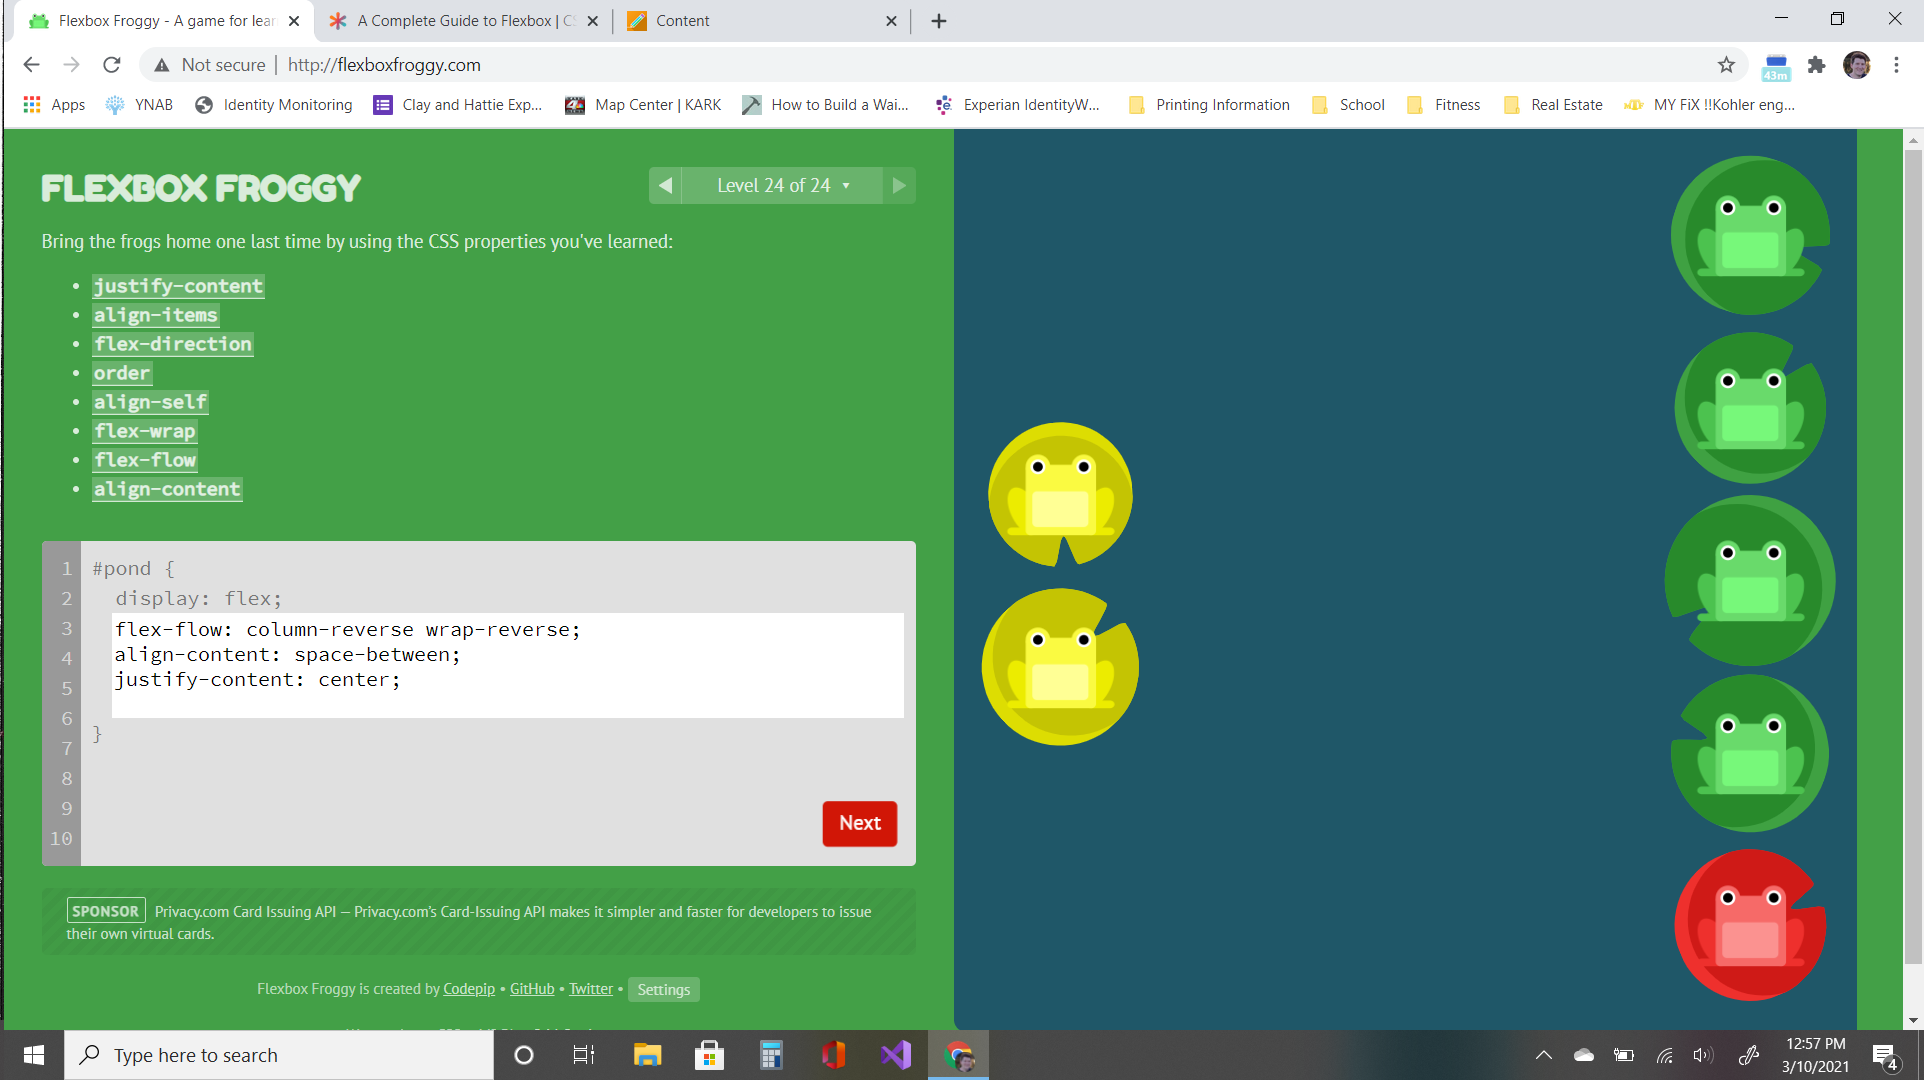 Flexbox Froggy - A game for lear
A Complete Guide to Flexbox | CS
Content
Not secure | http://flexboxfroggy.com
43m
Apps
YNAB
Identity Monitoring
Clay and Hattie Exp...
Map Center | KARK
How to Build a Wai...
Experian IdentityW...
Printing Information
School
Fitness
Real Estate
MY FiX !!Kohler eng...
FLEXBOX FROGGY
Level 24 of 24
Bring the frogs home one last time by using the CSS properties you've learned:
• justify-content
• align-items
• flex-direction
• order
• align-self
• flex-wrap
• flex-flow
• align-content
1 #pond {
2 display: flex;
3 flex-flow: column-reverse wrap-reverse;
4 align-content: space-between;
5 justify-content: center;
6
7 }
8
9
10
Next
SPONSOR Privacy.com Card Issuing API — Privacy.com's Card-Issuing API makes it simpler and faster for developers to issue
their own virtual cards.
Flexbox Froggy is created by Codepip • GitHub • Twitter • Settings
Type here to search
12:57 PM
3/10/2021
4